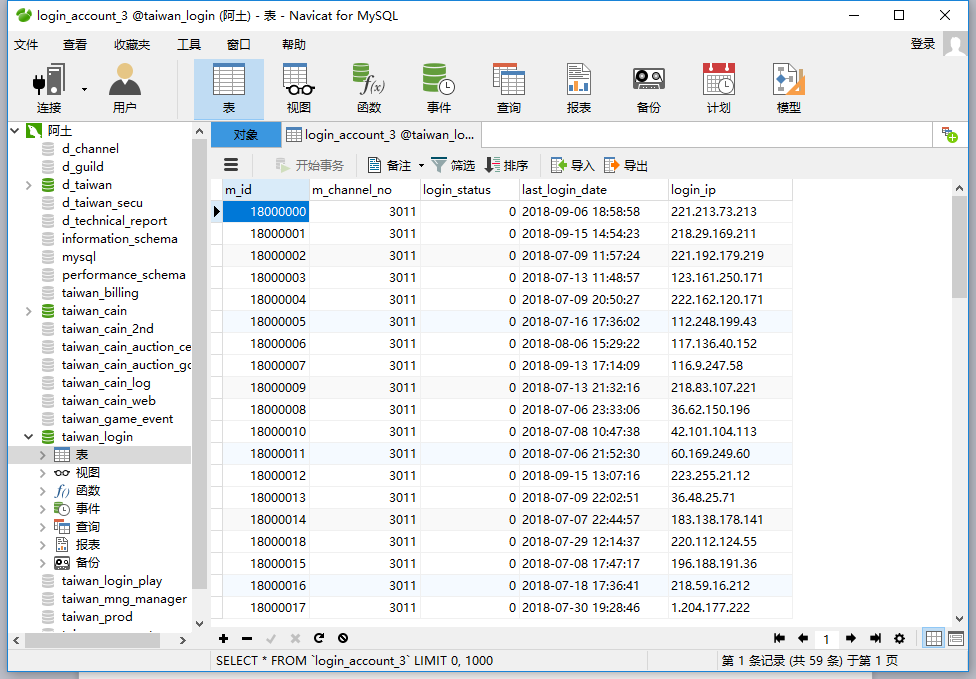 login_account_3 @taiwan_login (阿土) - 表 - Navicat for MySQL
文件 查看 收藏夹 工具 窗口 帮助 登录
连接 用户 表 视图 函数 事件 查询 报表 备份 计划 模型
阿土
d_channel
d_guild
d_taiwan
d_taiwan_secu
d_technical_report
information_schema
mysql
performance_schema
taiwan_billing
taiwan_cain
taiwan_cain_2nd
taiwan_cain_auction_ce
taiwan_cain_auction_gc
taiwan_cain_log
taiwan_cain_web
taiwan_game_event
taiwan_login
表
视图
函数
事件
查询
报表
备份
taiwan_login_play
taiwan_mng_manager
taiwan_prod
对象 login_account_3 @taiwan_lo...
开始事务 备注 筛选 排序 导入 导出
m_id m_channel_no login_status last_login_date login_ip
18000000 3011 0 2018-09-06 18:58:58 221.213.73.213
18000001 3011 0 2018-09-15 14:54:23 218.29.169.211
18000002 3011 0 2018-07-09 11:57:24 221.192.179.219
18000003 3011 0 2018-07-13 11:48:57 123.161.250.171
18000004 3011 0 2018-07-09 20:50:27 222.162.120.171
18000005 3011 0 2018-07-16 17:36:02 112.248.199.43
18000006 3011 0 2018-08-06 15:29:22 117.136.40.152
18000007 3011 0 2018-09-13 17:14:09 116.9.247.58
18000009 3011 0 2018-07-13 21:32:16 218.83.107.221
18000008 3011 0 2018-07-06 23:33:06 36.62.150.196
18000010 3011 0 2018-07-08 10:47:38 42.101.104.113
18000011 3011 0 2018-07-06 21:52:30 60.169.249.60
18000012 3011 0 2018-09-15 13:07:16 223.255.21.12
18000013 3011 0 2018-07-09 22:02:51 36.48.25.71
18000014 3011 0 2018-07-07 22:44:57 183.138.178.141
18000018 3011 0 2018-07-29 12:14:37 220.112.124.55
18000015 3011 0 2018-07-08 17:47:17 196.188.191.36
18000016 3011 0 2018-07-18 17:36:41 218.59.16.212
18000017 3011 0 2018-07-30 19:28:46 1.204.177.222
1
SELECT * FROM `login_account_3` LIMIT 0, 1000 第 1 条记录 (共 59 条) 于第 1 页